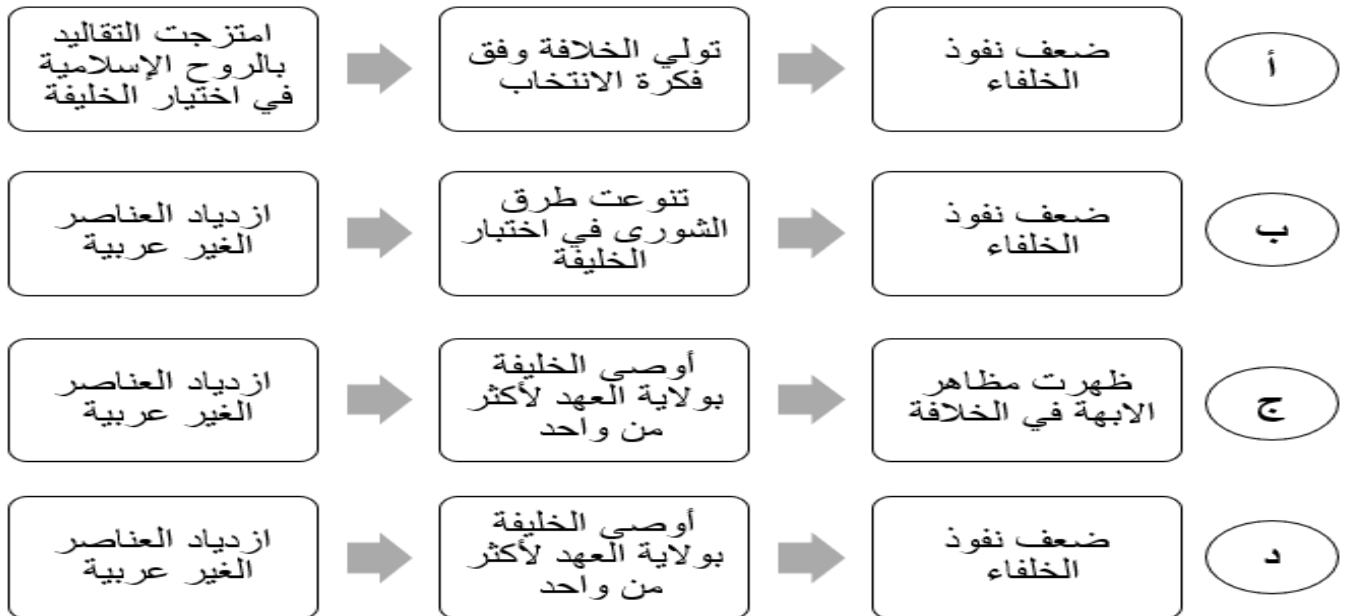 أ
ضعف نفوذ
الخلفاء
تولي الخلافة وفق
فكرة الانتخاب
امتزجت التقاليد
بالروح الإسلامية
في اختيار الخليفة
ب
ضعف نفوذ
الخلفاء
تنوعت طرق
الشورى في اختبار
الخليفة
ازدياد العناصر
الغير عربية
ج
ظهرت مظاهر
الابهة في الخلافة
أوصى الخليفة
بولاية العهد لأكثر
من واحد
ازدياد العناصر
الغير عربية
د
ضعف نفوذ
الخلفاء
أوصى الخليفة
بولاية العهد لأكثر
من واحد
ازدياد العناصر
الغير عربية